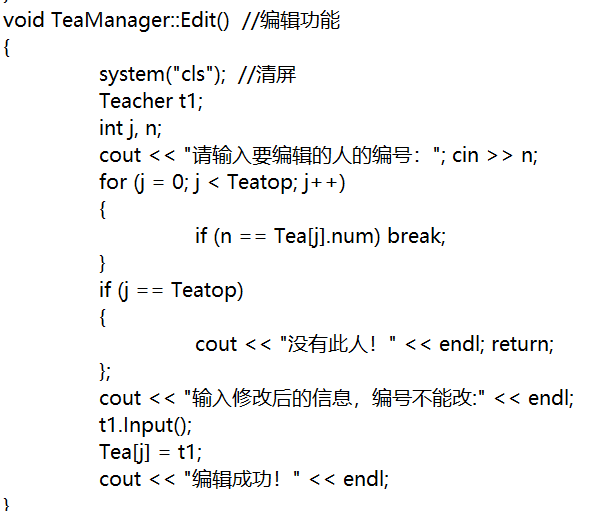 void TeaManager::Edit()  //编辑功能
{
system("cls");  //清屏
Teacher t1;
int j, n;
cout << "请输入要编辑的人的编号："; cin >> n;
for (j = 0; j < Teatop; j++)
{
if (n == Tea[j].num) break;
}
if (j == Teatop)
{
cout << "没有此人！" << endl; return;
};
cout << "输入修改后的信息，编号不能改:" << endl;
t1.Input();
Tea[j] = t1;
cout << "编辑成功！" << endl;
}